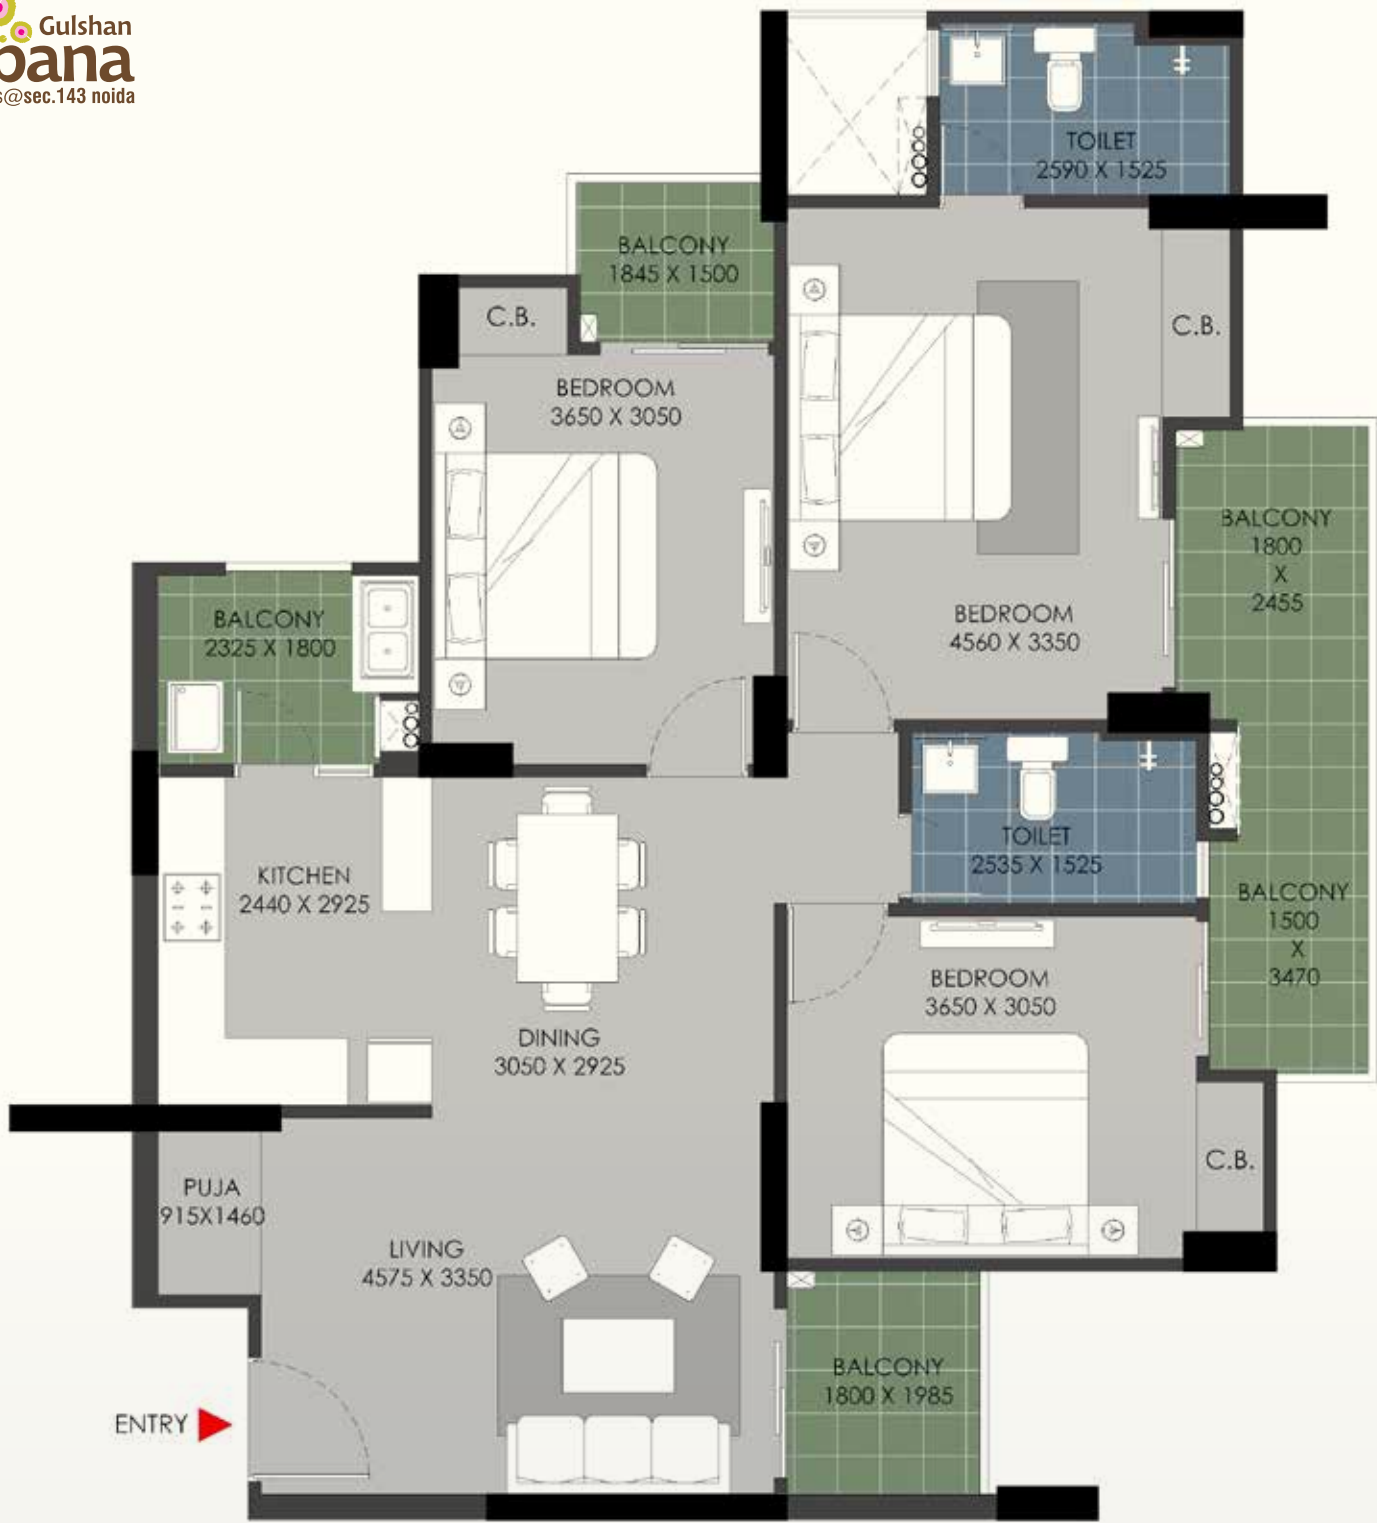 Gulshan
bana
s@sec.143 noida
TOILET
2590 X 1525
BALCONY
1845 X 1500
C.B.
C.B.
BEDROOM
3650 X 3050
BALCONY
1800
X
2455
BEDROOM
4560 X 3350
BALCONY
2325 X 1800
TOILET
2535 X 1525
KITCHEN
2440 X 2925
BALCONY
1500
X
3470
BEDROOM
3650 X 3050
DINING
3050 X 2925
C.B.
PUJA
915X1460
LIVING
4575 X 3350
BALCONY
1800 X 1985
ENTRY